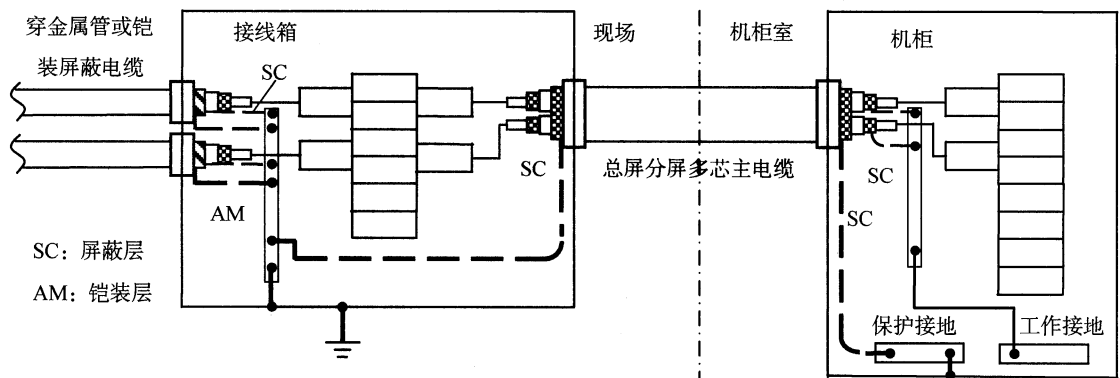 穿金属管或铠
装屏蔽电缆
接线箱
现场
机柜室
机柜
SC
SC
总屏分屏多芯主电缆
SC
SC
AM
SC：屏蔽层
AM：铠装层
保护接地
工作接地